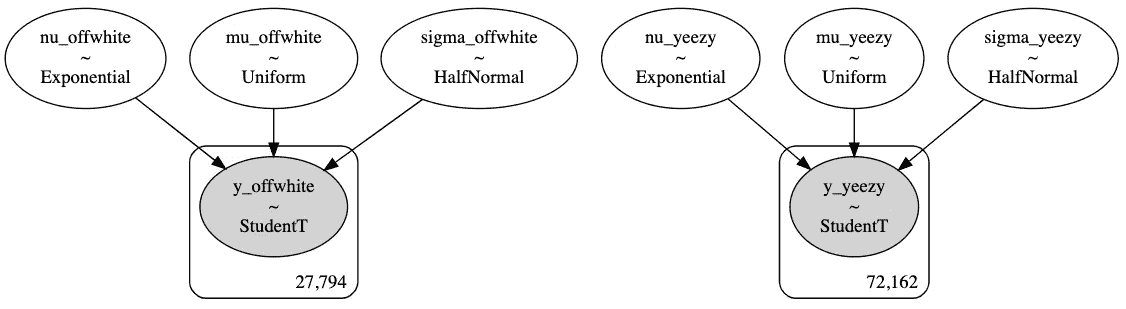 nu_offwhite
~
Exponential
mu_offwhite
~
Uniform
sigma_offwhite
~
HalfNormal
y_offwhite
~
StudentT
27,794
nu_yeezy
~
Exponential
mu_yeezy
~
Uniform
sigma_yeezy
~
HalfNormal
y_yeezy
~
StudentT
72,162